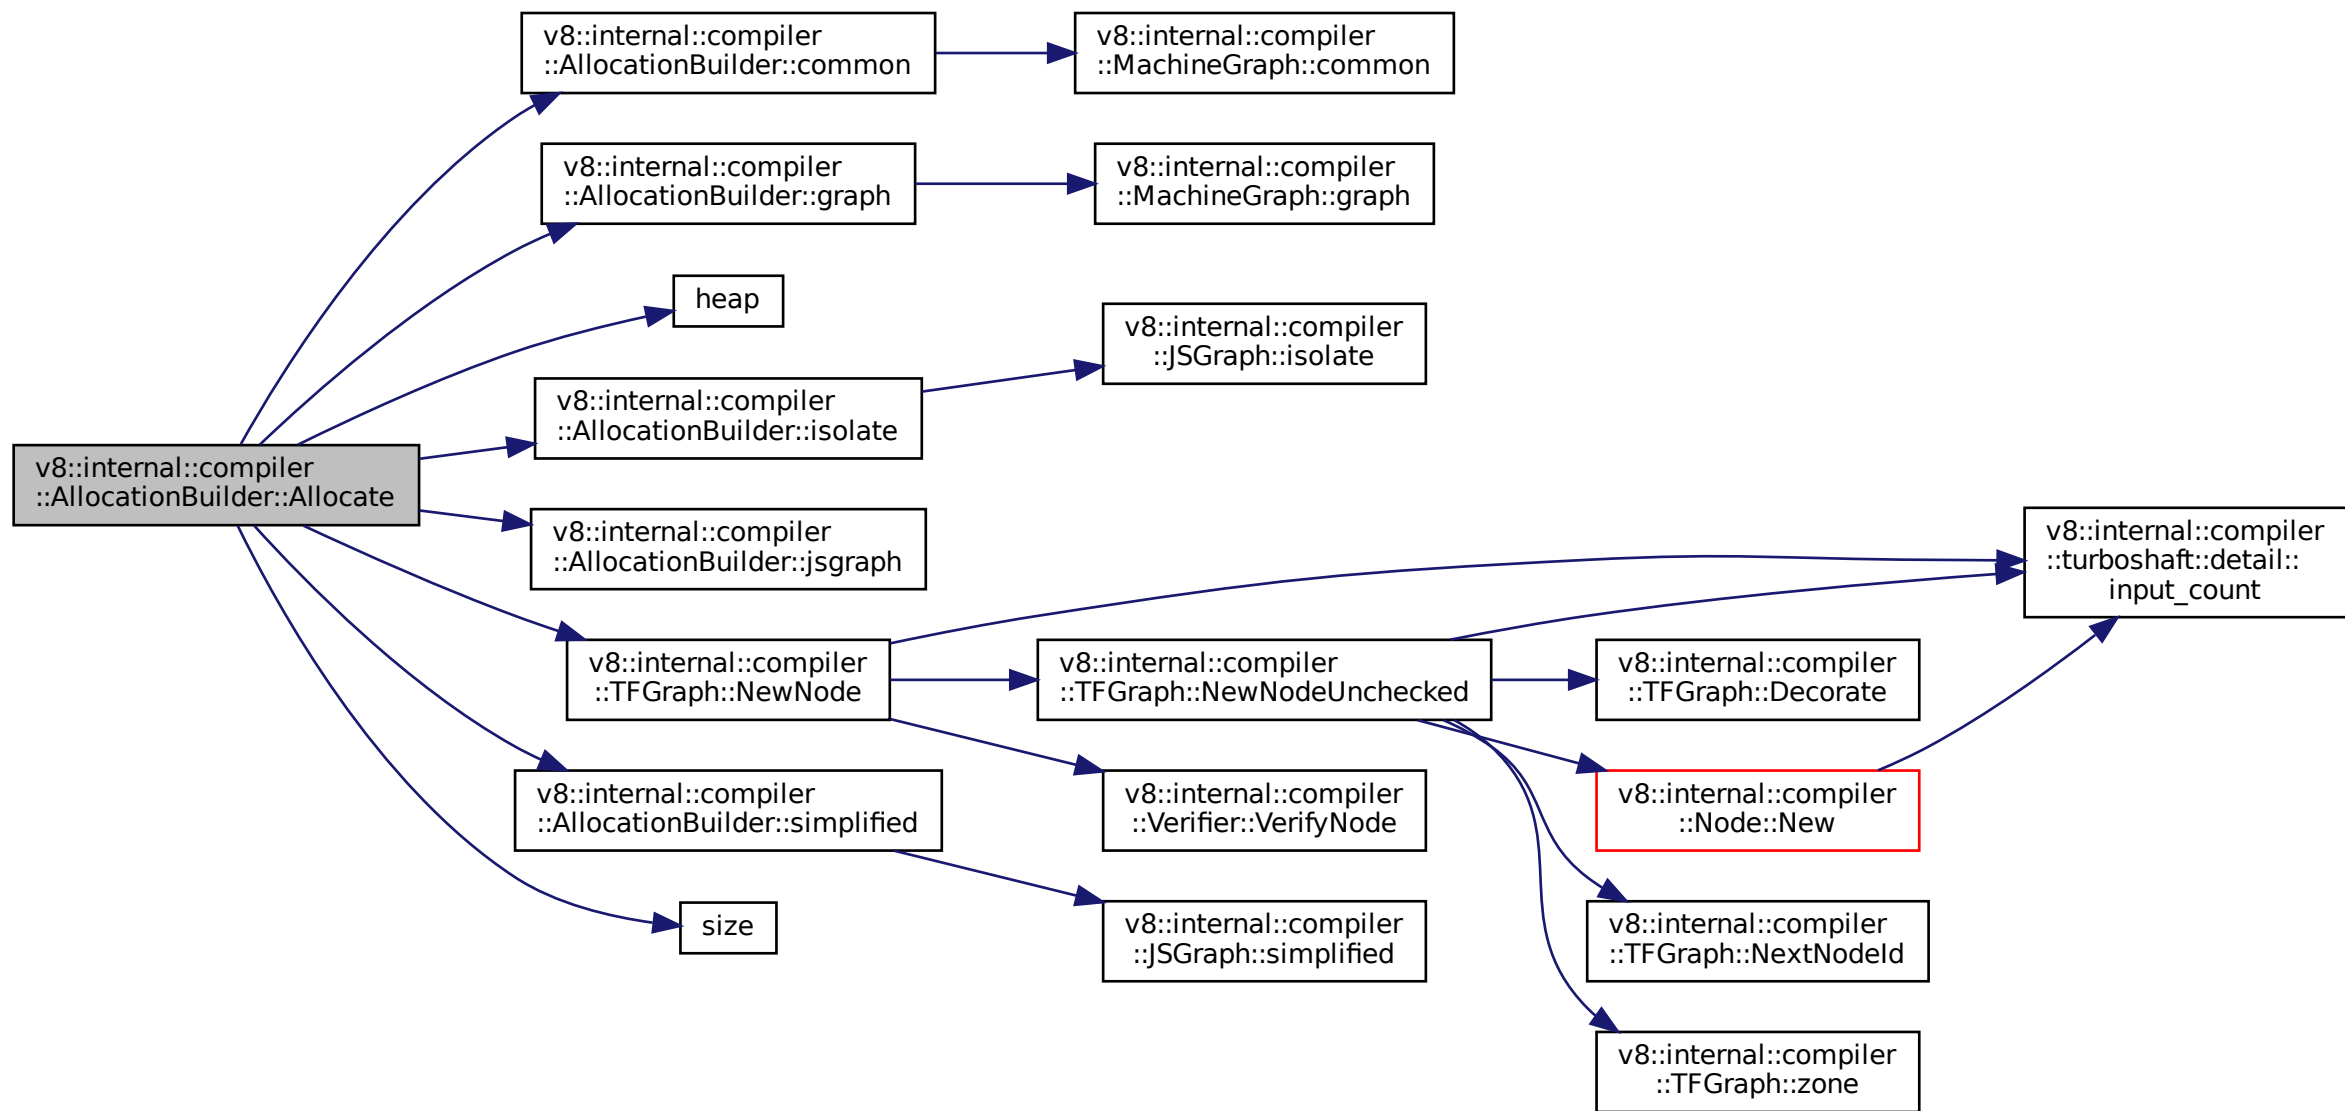 v8::internal::compiler
::AllocationBuilder::Allocate
v8::internal::compiler
::AllocationBuilder::common
v8::internal::compiler
::AllocationBuilder::graph
heap
v8::internal::compiler
::AllocationBuilder::isolate
v8::internal::compiler
::AllocationBuilder::jsgraph
v8::internal::compiler
::TFGraph::NewNode
v8::internal::compiler
::AllocationBuilder::simplified
size
v8::internal::compiler
::MachineGraph::common
v8::internal::compiler
::MachineGraph::graph
v8::internal::compiler
::JSGraph::isolate
v8::internal::compiler
::TFGraph::NewNodeUnchecked
v8::internal::compiler
::Verifier::VerifyNode
v8::internal::compiler
::JSGraph::simplified
v8::internal::compiler
::TFGraph::Decorate
v8::internal::compiler
::Node::New
v8::internal::compiler
::TFGraph::NextNodeId
v8::internal::compiler
::TFGraph::zone
v8::internal::compiler
::turboshaft::detail::
input_count